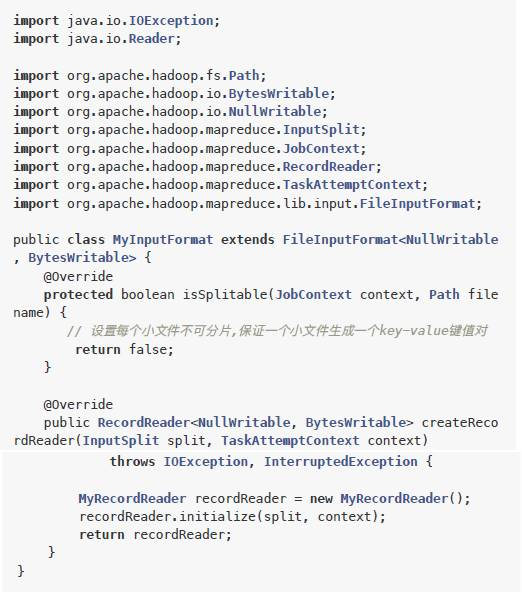 import java.io.IOException;
import java.io.Reader;
import org.apache.hadoop.fs.Path;
import org.apache.hadoop.io.BytesWritable;
import org.apache.hadoop.io.NullWritable;
import org.apache.hadoop.mapreduce.InputSplit;
import org.apache.hadoop.mapreduce.JobContext;
import org.apache.hadoop.mapreduce.RecordReader;
import org.apache.hadoop.mapreduce.TaskAttemptContext;
import org.apache.hadoop.mapreduce.lib.input.FileInputFormat;
public class MyInputFormat extends FileInputFormat<NullWritable
, BytesWritable> {
@Override
protected boolean isSplitable(JobContext context, Path file
name) {
// 设置每个小文件不可分片,保证一个小文件生成一个key-value键值对
return false;
}
@Override
public RecordReader<NullWritable, BytesWritable> createReco
rdReader(InputSplit split, TaskAttemptContext context)
throws IOException, InterruptedException {
MyRecordReader recordReader = new MyRecordReader();
recordReader.initialize(split, context);
return recordReader;
}
}